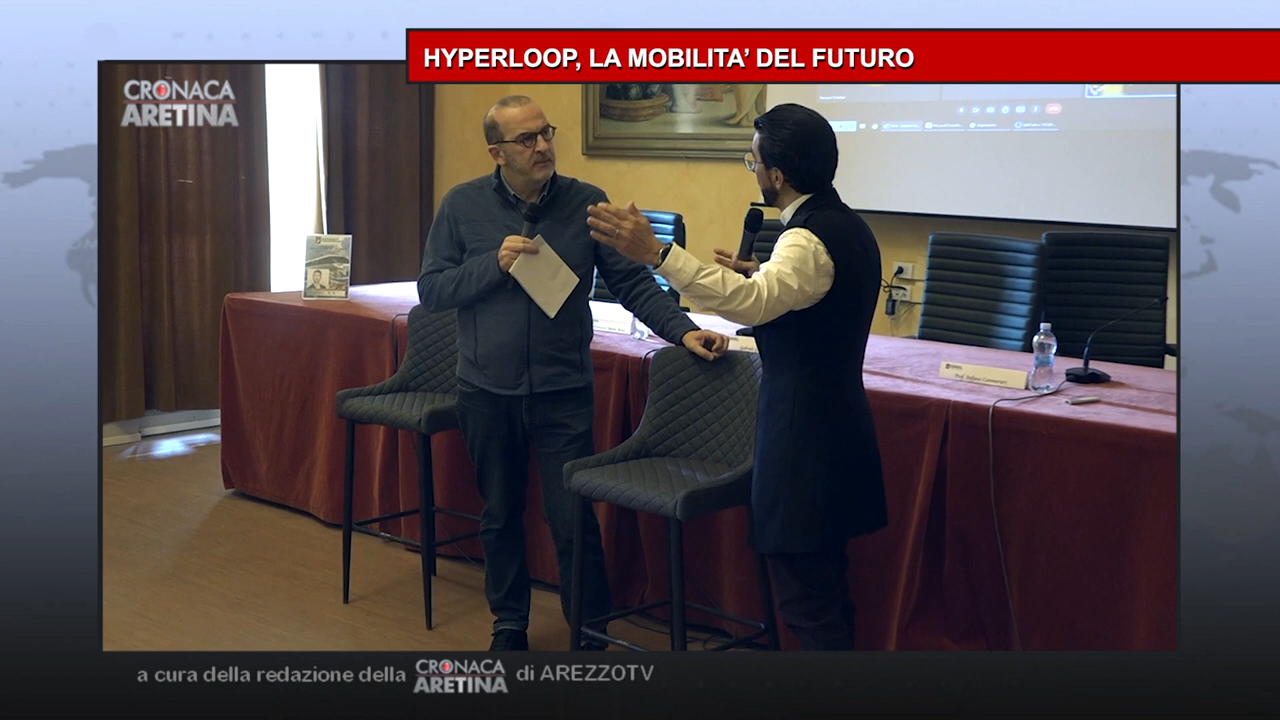 HYPERLOOP, LA MOBILITA’ DEL FUTURO
CRONACA
ARETINA
a cura della redazione della CRONACA ARETINA di AREZZOTV